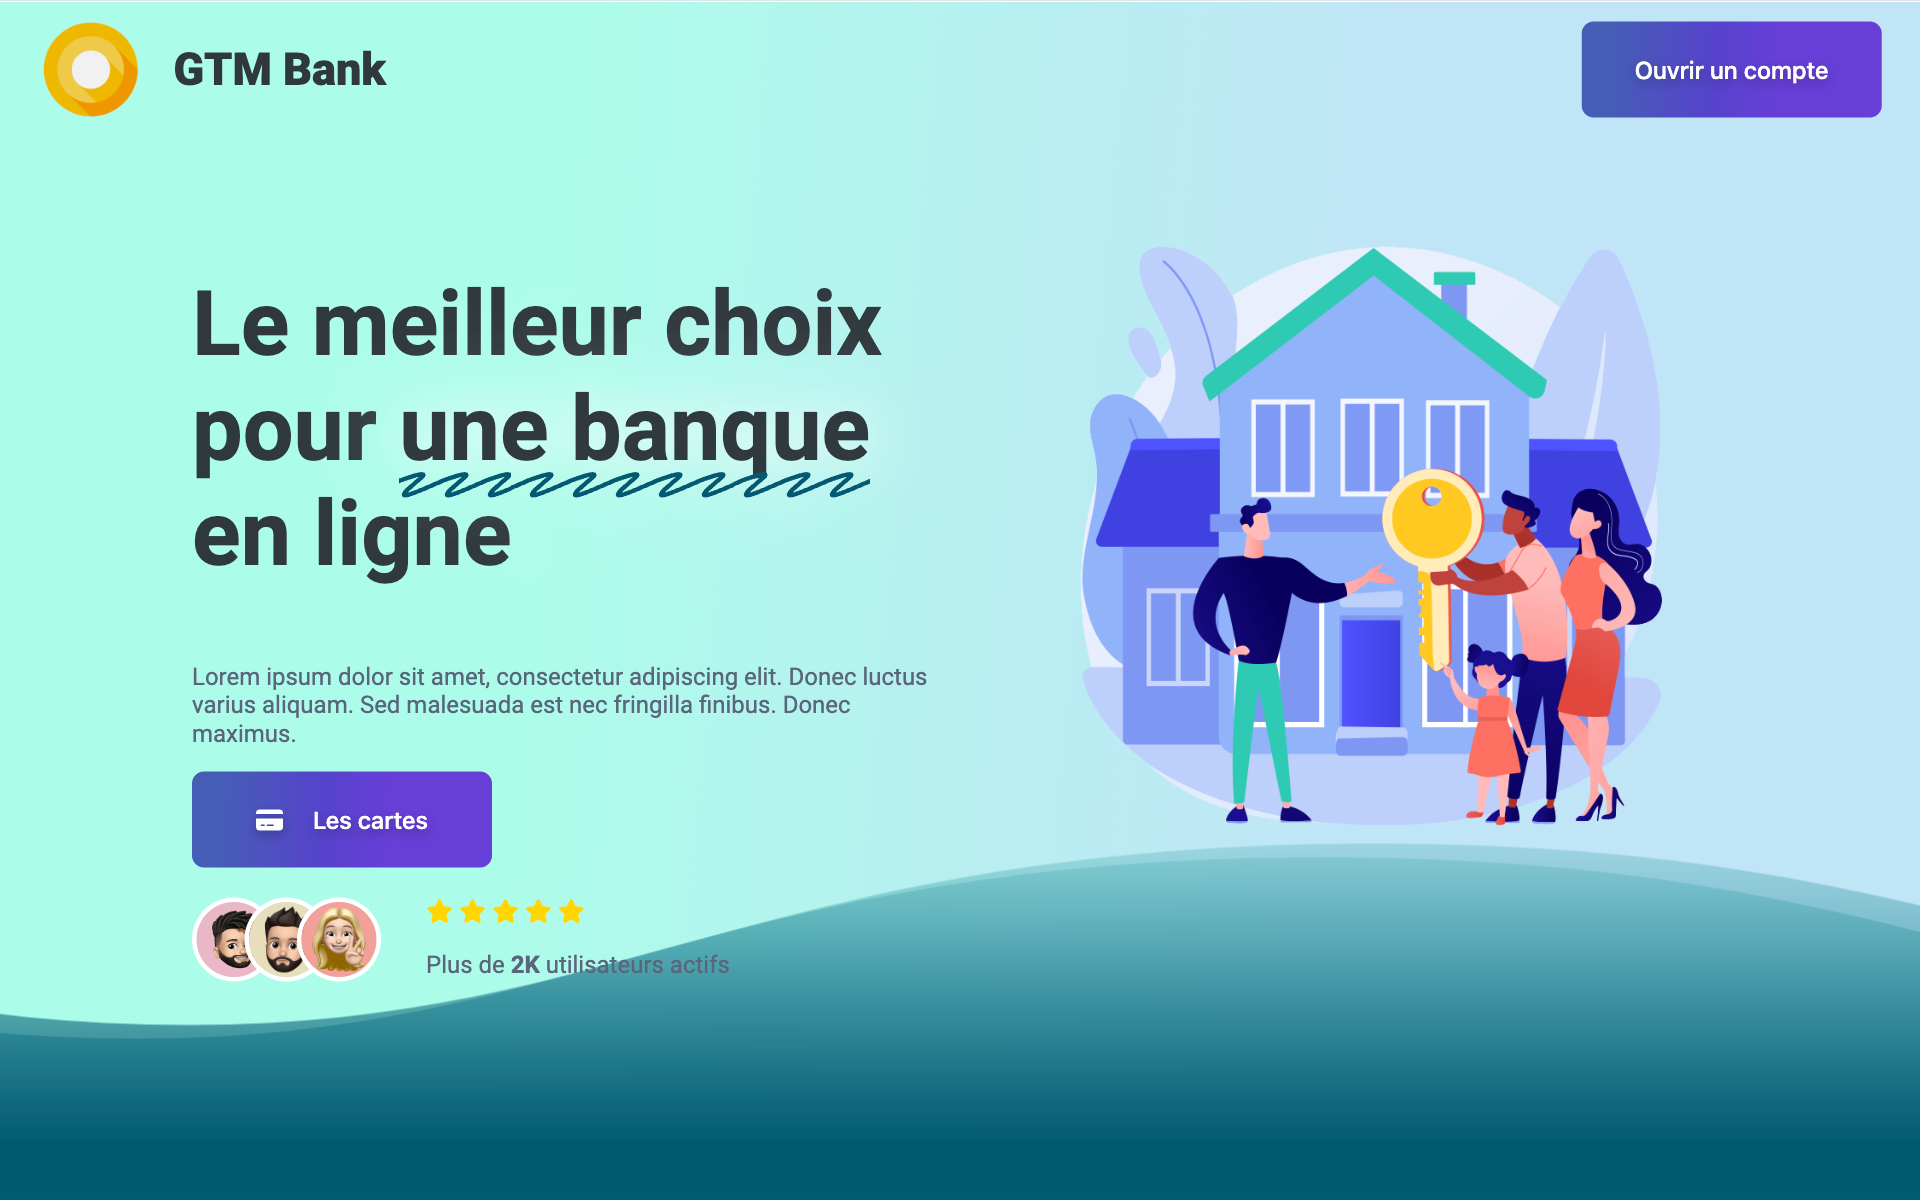 GTM Bank
Ouvrir un compte
Le meilleur choix
pour une banque
en ligne
Lorem ipsum dolor sit amet, consectetur adipiscing elit. Donec luctus
varius aliquam. Sed malesuada est nec fringilla finibus. Donec
maximus.
Les cartes
Plus de 2K utilisateurs actifs